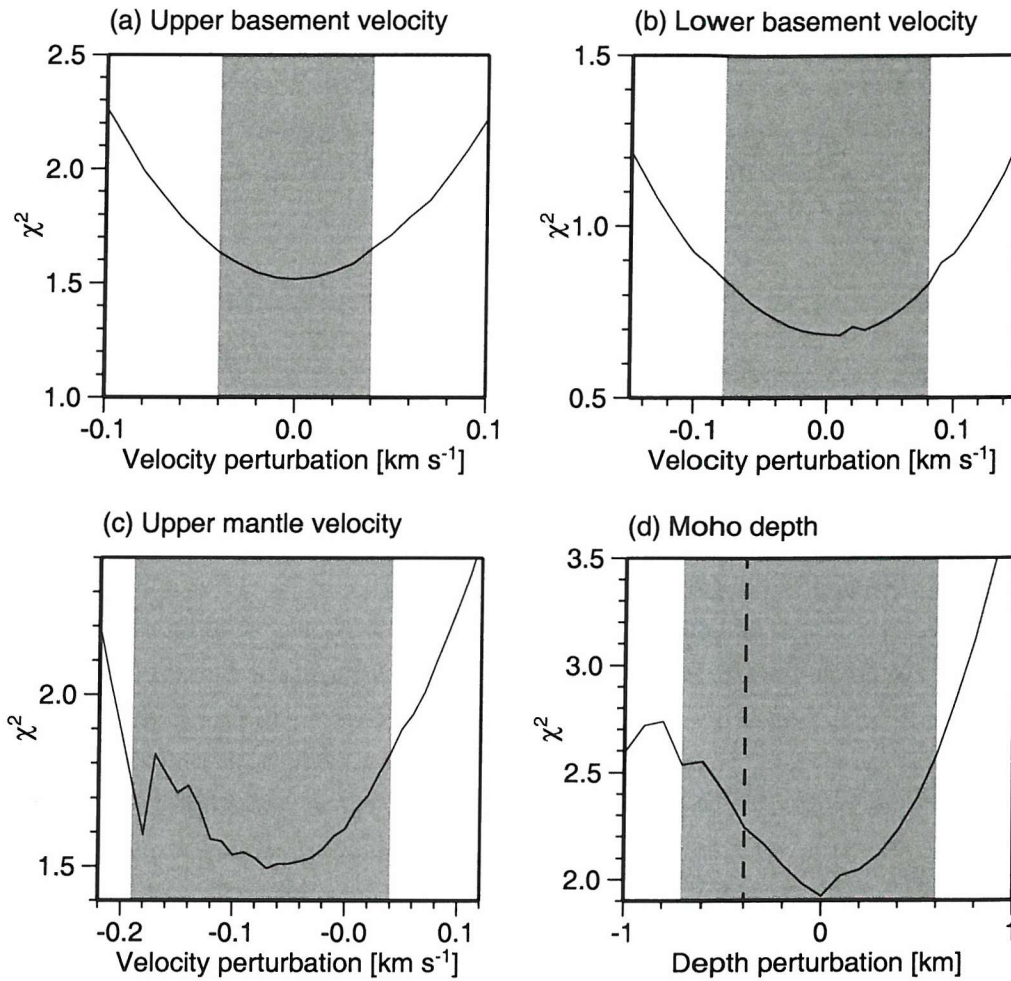 (a) Upper basement velocity
2.5
2.0
χ²
1.5
1.0
-0.1 0.0 0.1
Velocity perturbation [km s⁻¹]
(b) Lower basement velocity
1.5
χ² 1.0
0.5
-0.1 0.0 0.1
Velocity perturbation [km s⁻¹]
(c) Upper mantle velocity
2.0
χ²
1.5
-0.2 -0.1 -0.0 0.1
Velocity perturbation [km s⁻¹]
(d) Moho depth
3.5
3.0
χ²
2.5
2.0
-1 0 1
Depth perturbation [km]